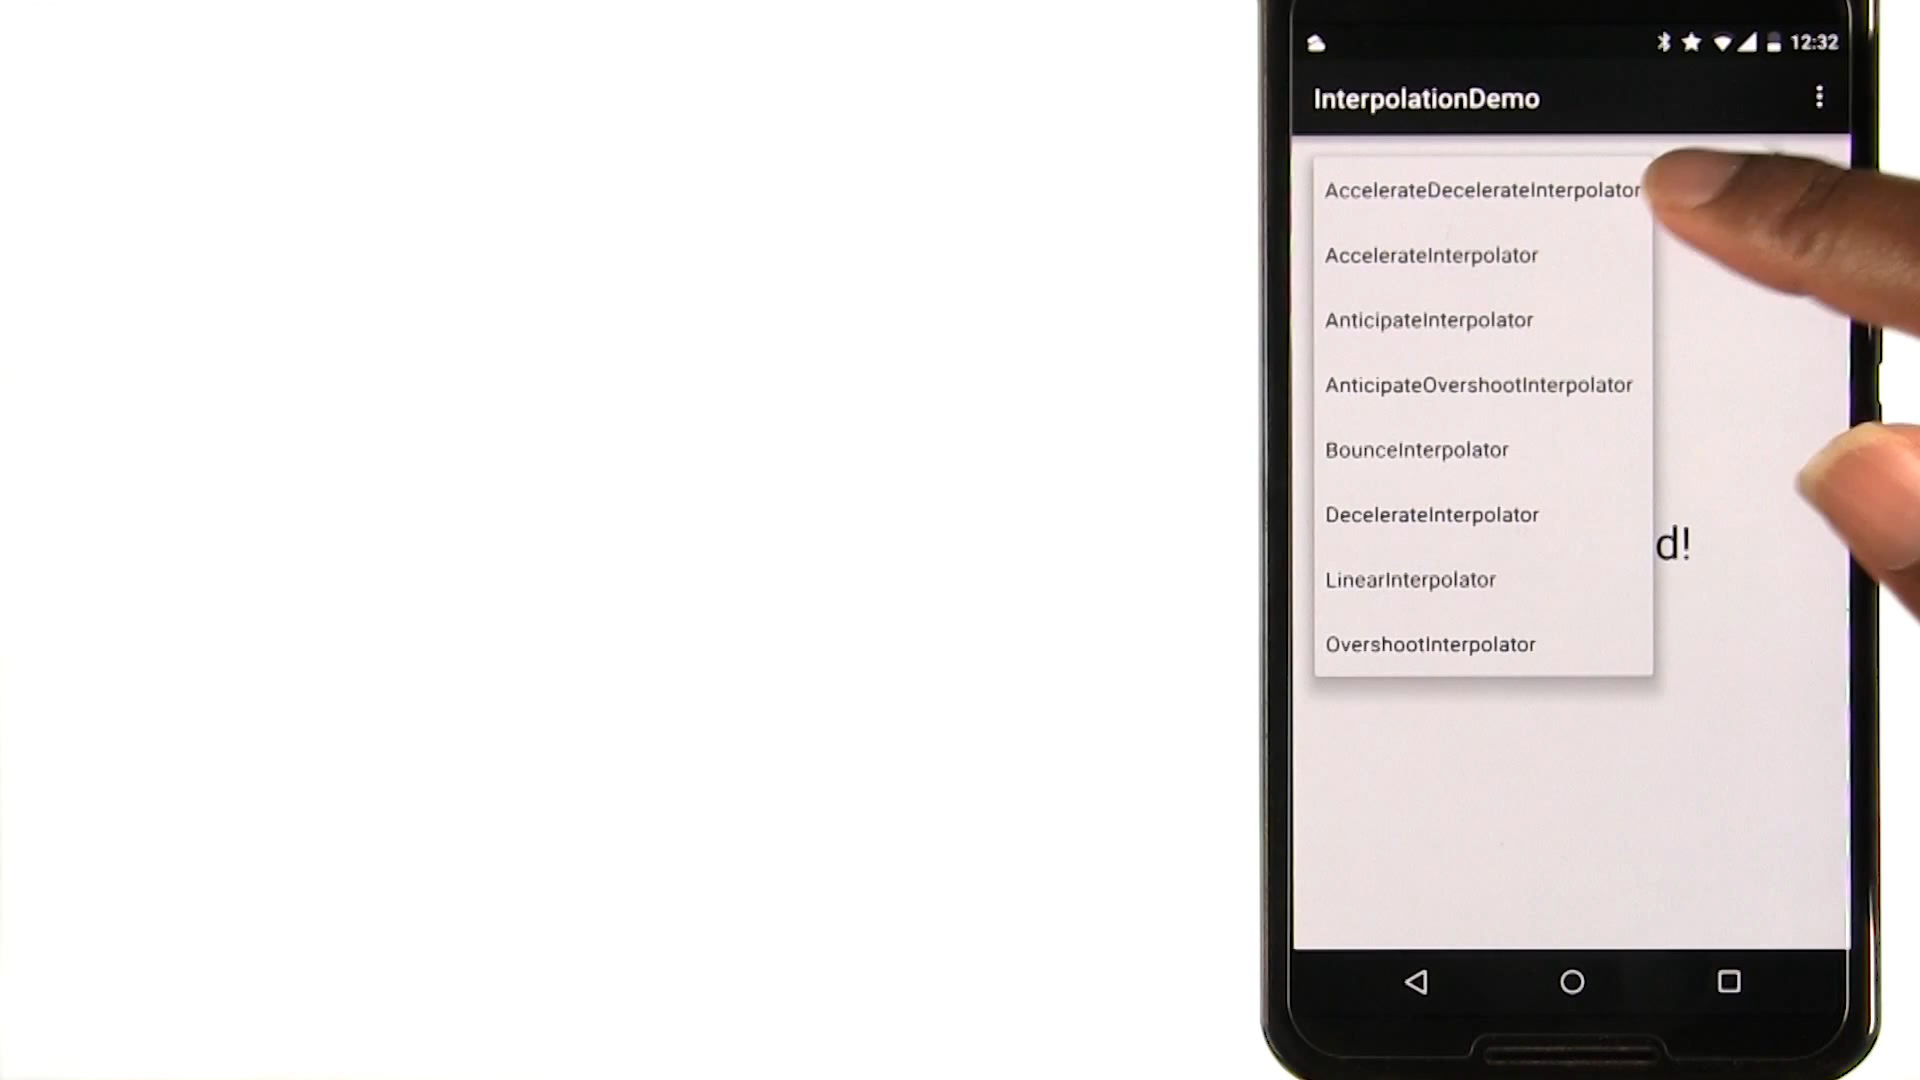 12:32
InterpolationDemo
AccelerateDecelerateInterpolator
AccelerateInterpolator
AnticipateInterpolator
AnticipateOvershootInterpolator
BounceInterpolator
DecelerateInterpolator
d!
LinearInterpolator
OvershootInterpolator